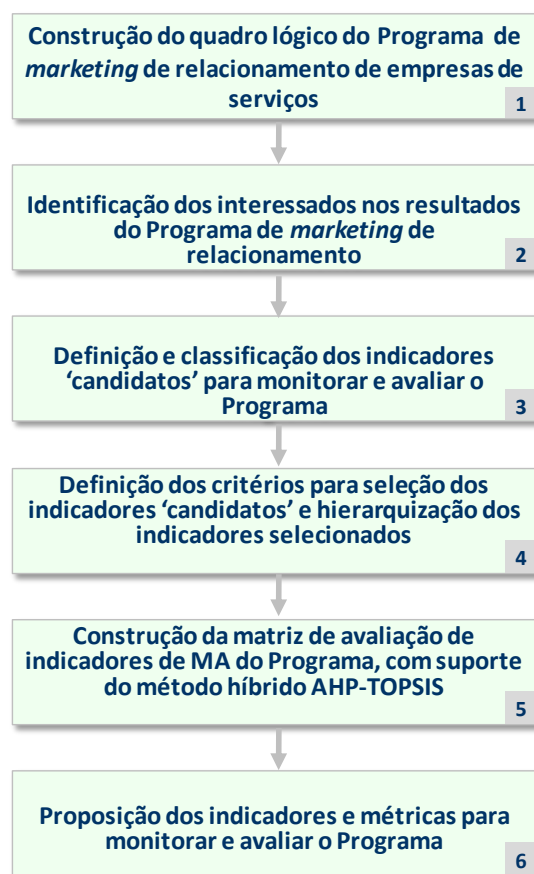 Construção do quadro lógico do Programa de
marketing de relacionamento de empresas de
serviços
1
Identificação dos interessados nos resultados
do Programa de marketing de
relacionamento
2
Definição e classificação dos indicadores
‘candidatos’ para monitorar e avaliar o
Programa
3
Definição dos critérios para seleção dos
indicadores ‘candidatos’ e hierarquização dos
indicadores selecionados
4
Construção da matriz de avaliação de
indicadores de MA do Programa, com suporte
do método híbrido AHP-TOPSIS
5
Proposição dos indicadores e métricas para
monitorar e avaliar o Programa
6